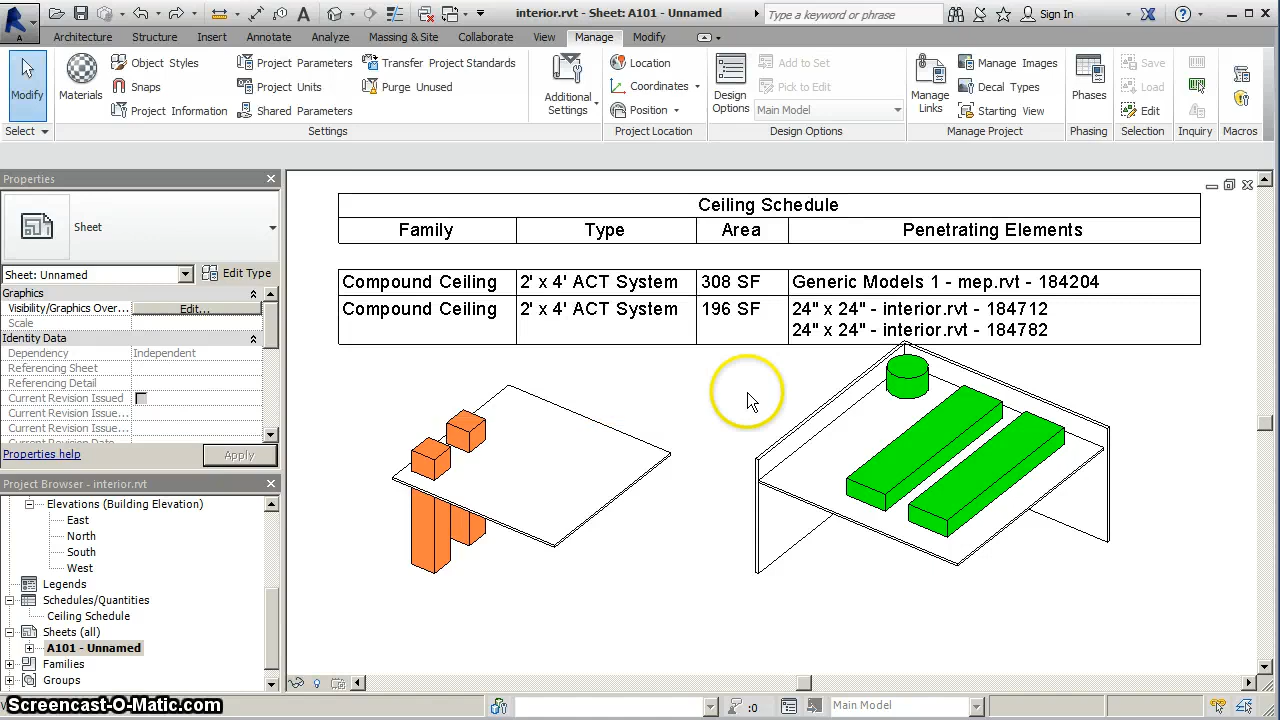 interior.rvt - Sheet: A101 - Unnamed
Type a keyword or phrase
Sign In
Architecture Structure Insert Annotate Analyze Massing & Site Collaborate View Manage Modify
Modify
Select
Materials
Object Styles
Snaps
Project Information
Project Parameters
Project Units
Shared Parameters
Transfer Project Standards
Purge Unused
Settings
Additional
Settings
Location
Coordinates
Position
Project Location
Design
Options
Add to Set
Pick to Edit
Main Model
Design Options
Manage
Links
Manage Images
Decal Types
Starting View
Manage Project
Phases
Phasing
Save
Load
Edit
Selection
Inquiry
Macros
Properties
Sheet
Sheet: Unnamed
Edit Type
Graphics
Visibility/Graphics Over... Edit...
Scale
Identity Data
Dependency Independent
Referencing Sheet
Referencing Detail
Current Revision Issued
Current Revision Issued...
Current Revision Issued...
Properties help
Apply
Project Browser - interior.rvt
Elevations (Building Elevation)
East
North
South
West
Legends
Schedules/Quantities
Ceiling Schedule
Sheets (all)
A101 - Unnamed
Families
Groups
Ceiling Schedule
Family Type Area Penetrating Elements
Compound Ceiling 2' x 4' ACT System 308 SF Generic Models 1 - mep.rvt - 184204
Compound Ceiling 2' x 4' ACT System 196 SF 24" x 24" - interior.rvt - 184712
24" x 24" - interior.rvt - 184782
Screencast-O-Matic.com
:0
Main Model